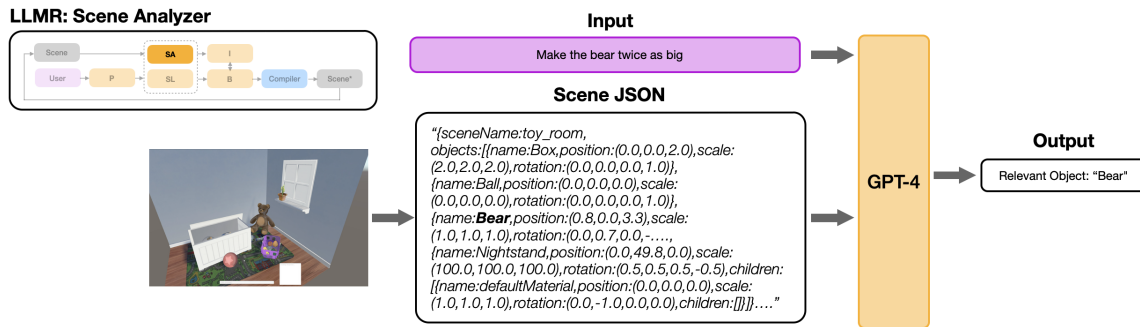 LLMR: Scene Analyzer
Scene
SA
I
User
P
SL
B
Compiler
Scene*
Input
Make the bear twice as big
Scene JSON
“{sceneName:toy_room,
objects:[{name:Box,position:(0.0,0.0,2.0),scale:
(2.0,2.0,2.0),rotation:(0.0,0.0,0.0,1.0)},
{name:Ball,position:(0.0,0.0,0.0),scale:
(0.0,0.0,0.0),rotation:(0.0,0.0,0.0,1.0)},
{name:Bear,position:(0.8,0.0,3.3),scale:
(1.0,1.0,1.0),rotation:(0.0,0.7,0.0,-….,
{name:Nightstand,position:(0.0,49.8,0.0),scale:
(100.0,100.0,100.0),rotation:(0.5,0.5,0.5,-0.5),children:
[{name:defaultMaterial,position:(0.0,0.0,0.0),scale:
(1.0,1.0,1.0),rotation:(0.0,-1.0,0.0,0.0),children:[]}]}….”
GPT-4
Output
Relevant Object: “Bear"